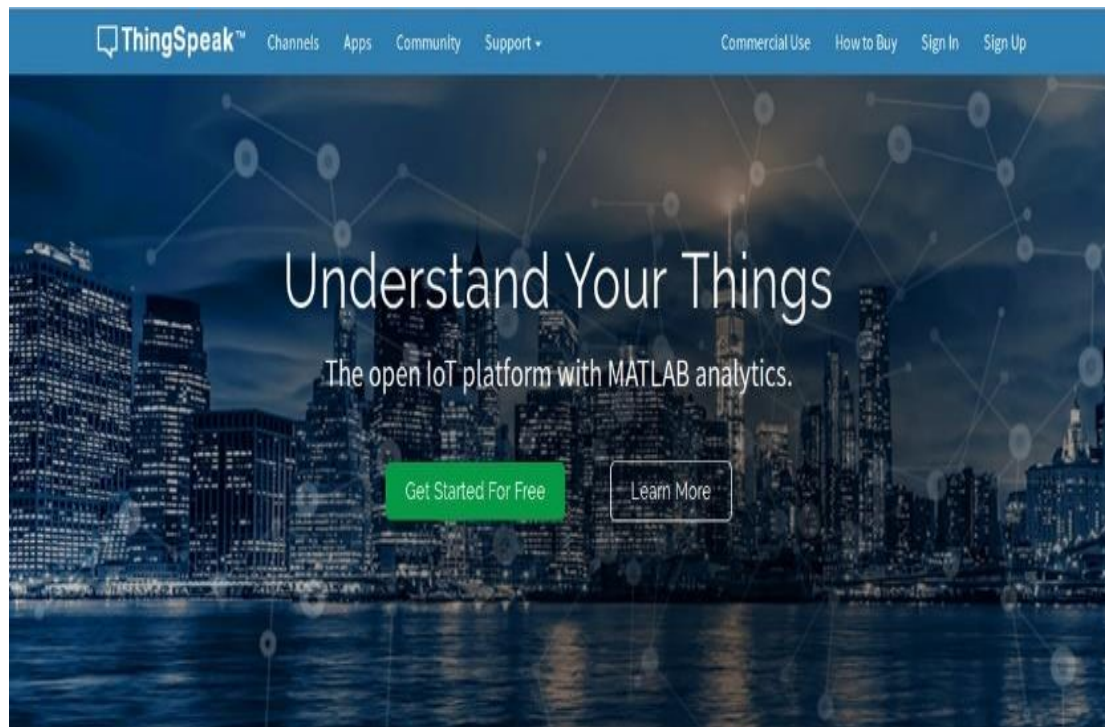 ThingSpeak™ Channels Apps Community Support Commercial Use How to Buy Sign In Sign Up
Understand Your Things
The open IoT platform with MATLAB analytics.
Get Started For Free Learn More